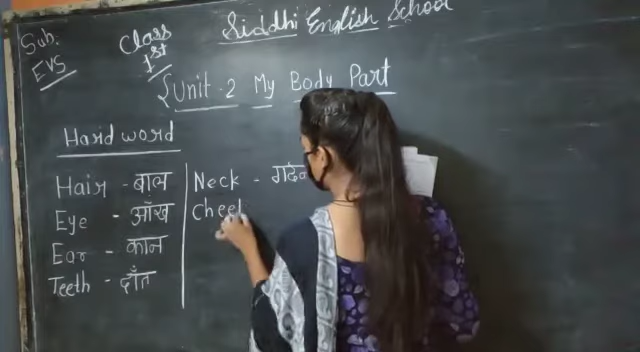 Siddhi English School
Sub:
EVS
Class
1st
Unit-2 My Body Part
Hard word
Hair - बाल
Eye - आँख
Ear - कान
Teeth - दाँत
Neck - गर्दन
Cheek